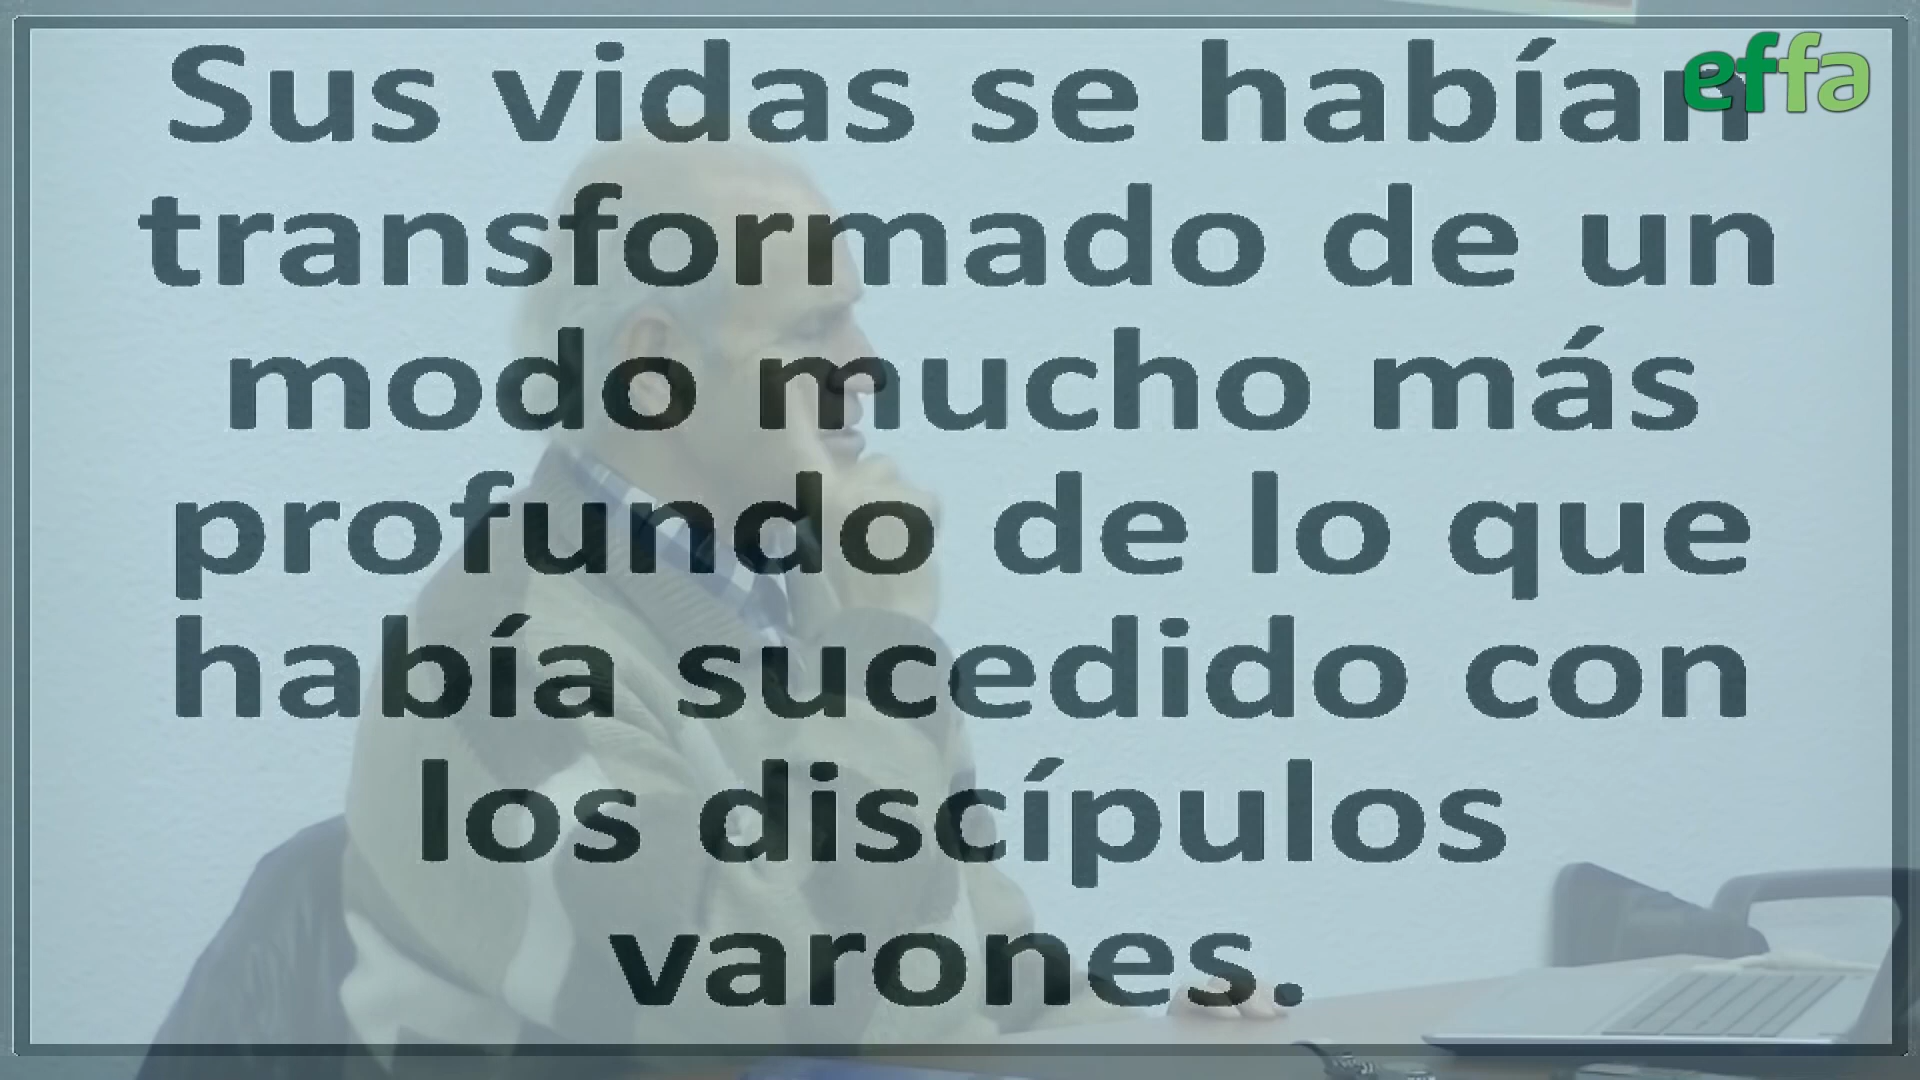 Sus vidas se habían
effa
transformado de un
modo mucho más
profundo de lo que
había sucedido con
los discípulos
varones.